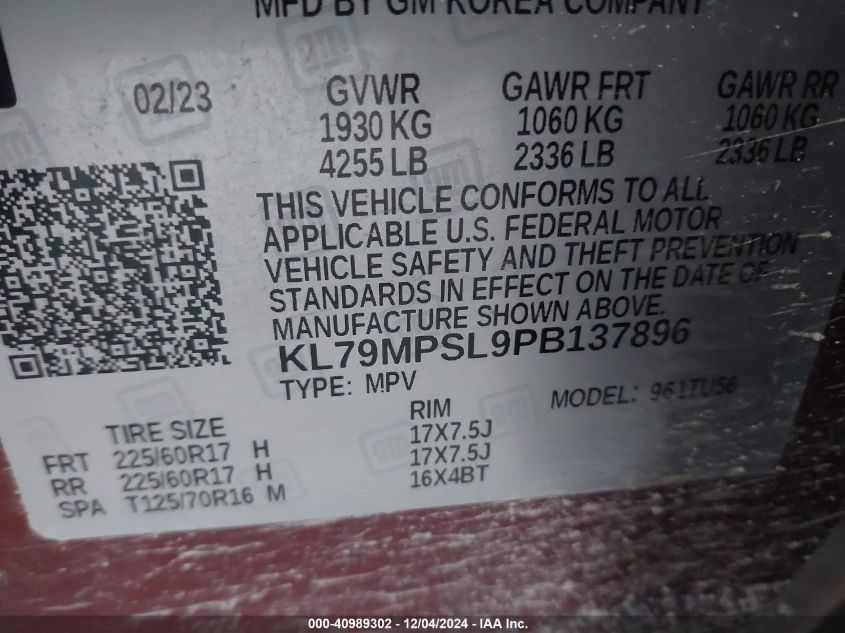 MFD BY GM KOREA COMPANY
02/23 GVWR GAWR FRT GAWR RR
1930 KG 1060 KG 1060 KG
4255 LB 2336 LB 2336 LB
THIS VEHICLE CONFORMS TO ALL
APPLICABLE U.S. FEDERAL MOTOR
VEHICLE SAFETY AND THEFT PREVENTION
STANDARDS IN EFFECT ON THE DATE OF
MANUFACTURE SHOWN ABOVE.
KL79MPSL9PB137896
TYPE: MPV MODEL: 961TU56
TIRE SIZE RIM
FRT 225/60R17 H 17X7.5J
RR 225/60R17 H 17X7.5J
SPA T125/70R16 M 16X4BT
000-40989302 - 12/04/2024 - IAA Inc.